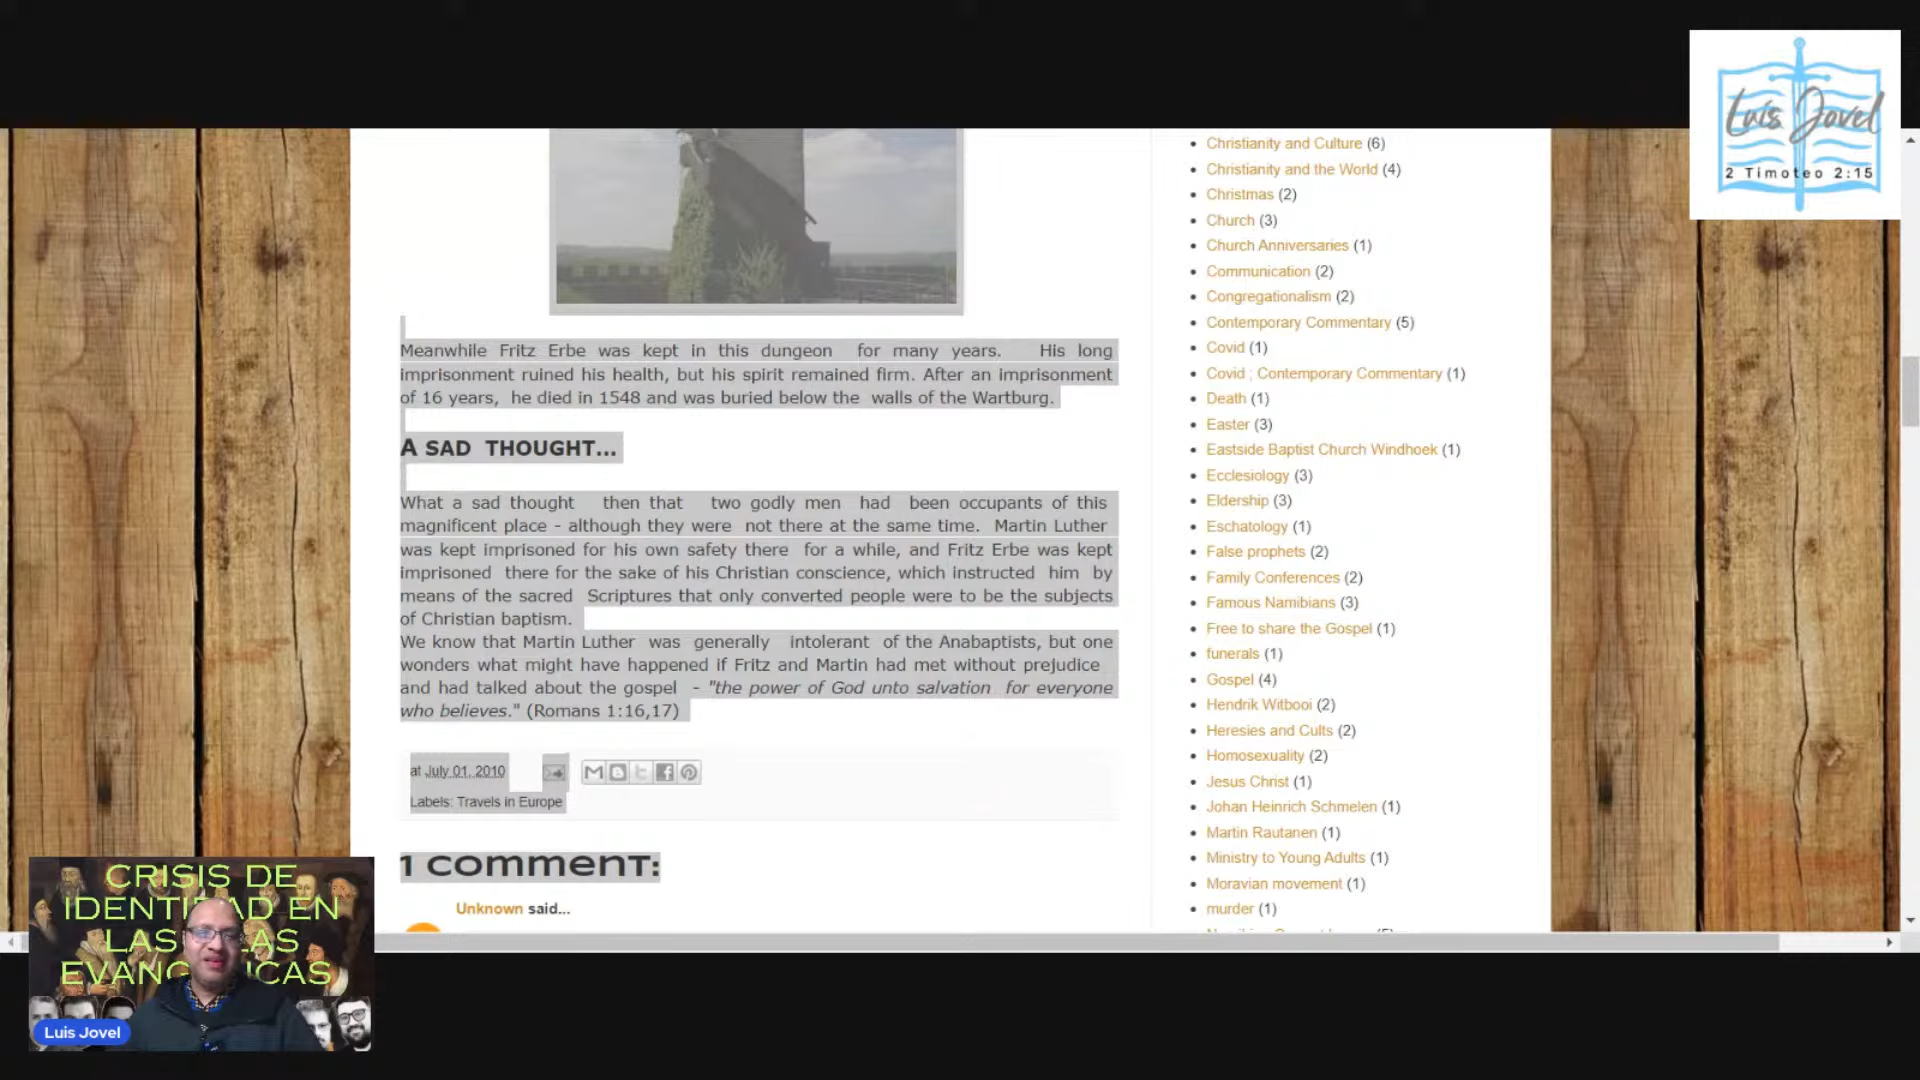 Luis Jovel
2 Timoteo 2:15
Meanwhile Fritz Erbe was kept in this dungeon for many years. His long
imprisonment ruined his health, but his spirit remained firm. After an imprisonment
of 16 years, he died in 1548 and was buried below the walls of the Wartburg.
A SAD THOUGHT...
What a sad thought then that two godly men had been occupants of this
magnificent place - although they were not there at the same time. Martin Luther
was kept imprisoned for his own safety there for a while, and Fritz Erbe was kept
imprisoned there for the sake of his Christian conscience, which instructed him by
means of the sacred Scriptures that only converted people were to be the subjects
of Christian baptism.
We know that Martin Luther was generally intolerant of the Anabaptists, but one
wonders what might have happened if Fritz and Martin had met without prejudice
and had talked about the gospel - "the power of God unto salvation for everyone
who believes." (Romans 1:16,17)
at July 01, 2010
Labels: Travels in Europe
1 comment:
Unknown said...
Christianity and Culture (6)
Christianity and the World (4)
Christmas (2)
Church (3)
Church Anniversaries (1)
Communication (2)
Congregationalism (2)
Contemporary Commentary (5)
Covid (1)
Covid ; Contemporary Commentary (1)
Death (1)
Easter (3)
Eastside Baptist Church Windhoek (1)
Ecclesiology (3)
Eldership (3)
Eschatology (1)
False prophets (2)
Family Conferences (2)
Famous Namibians (3)
Free to share the Gospel (1)
funerals (1)
Gospel (4)
Hendrik Witbooi (2)
Heresies and Cults (2)
Homosexuality (2)
Jesus Christ (1)
Johan Heinrich Schmelen (1)
Martin Rautanen (1)
Ministry to Young Adults (1)
Moravian movement (1)
murder (1)
CRISIS DE
EN
LAS
Luis Jovel